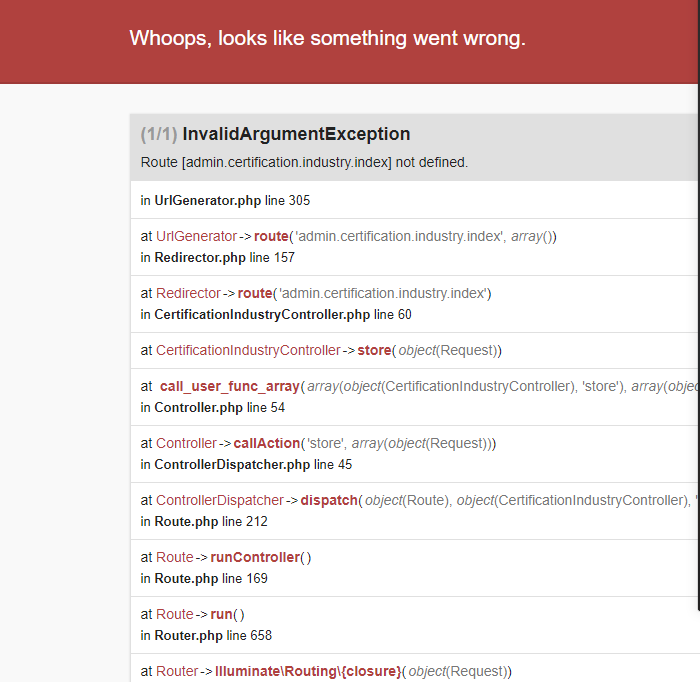 Whoops, looks like something went wrong.
(1/1) InvalidArgumentException
Route [admin.certification.industry.index] not defined.
in UrlGenerator.php line 305
at UrlGenerator->route('admin.certification.industry.index', array())
in Redirector.php line 157
at Redirector->route('admin.certification.industry.index')
in CertificationIndustryController.php line 60
at CertificationIndustryController->store(object(Request))
at call_user_func_array(array(object(CertificationIndustryController), 'store'), array(objec
in Controller.php line 54
at Controller->callAction('store', array(object(Request)))
in ControllerDispatcher.php line 45
at ControllerDispatcher->dispatch(object(Route), object(CertificationIndustryController), '
in Route.php line 212
at Route->runController()
in Route.php line 169
at Route->run()
in Router.php line 658
at Router->Illuminate\Routing\{closure}(object(Request))